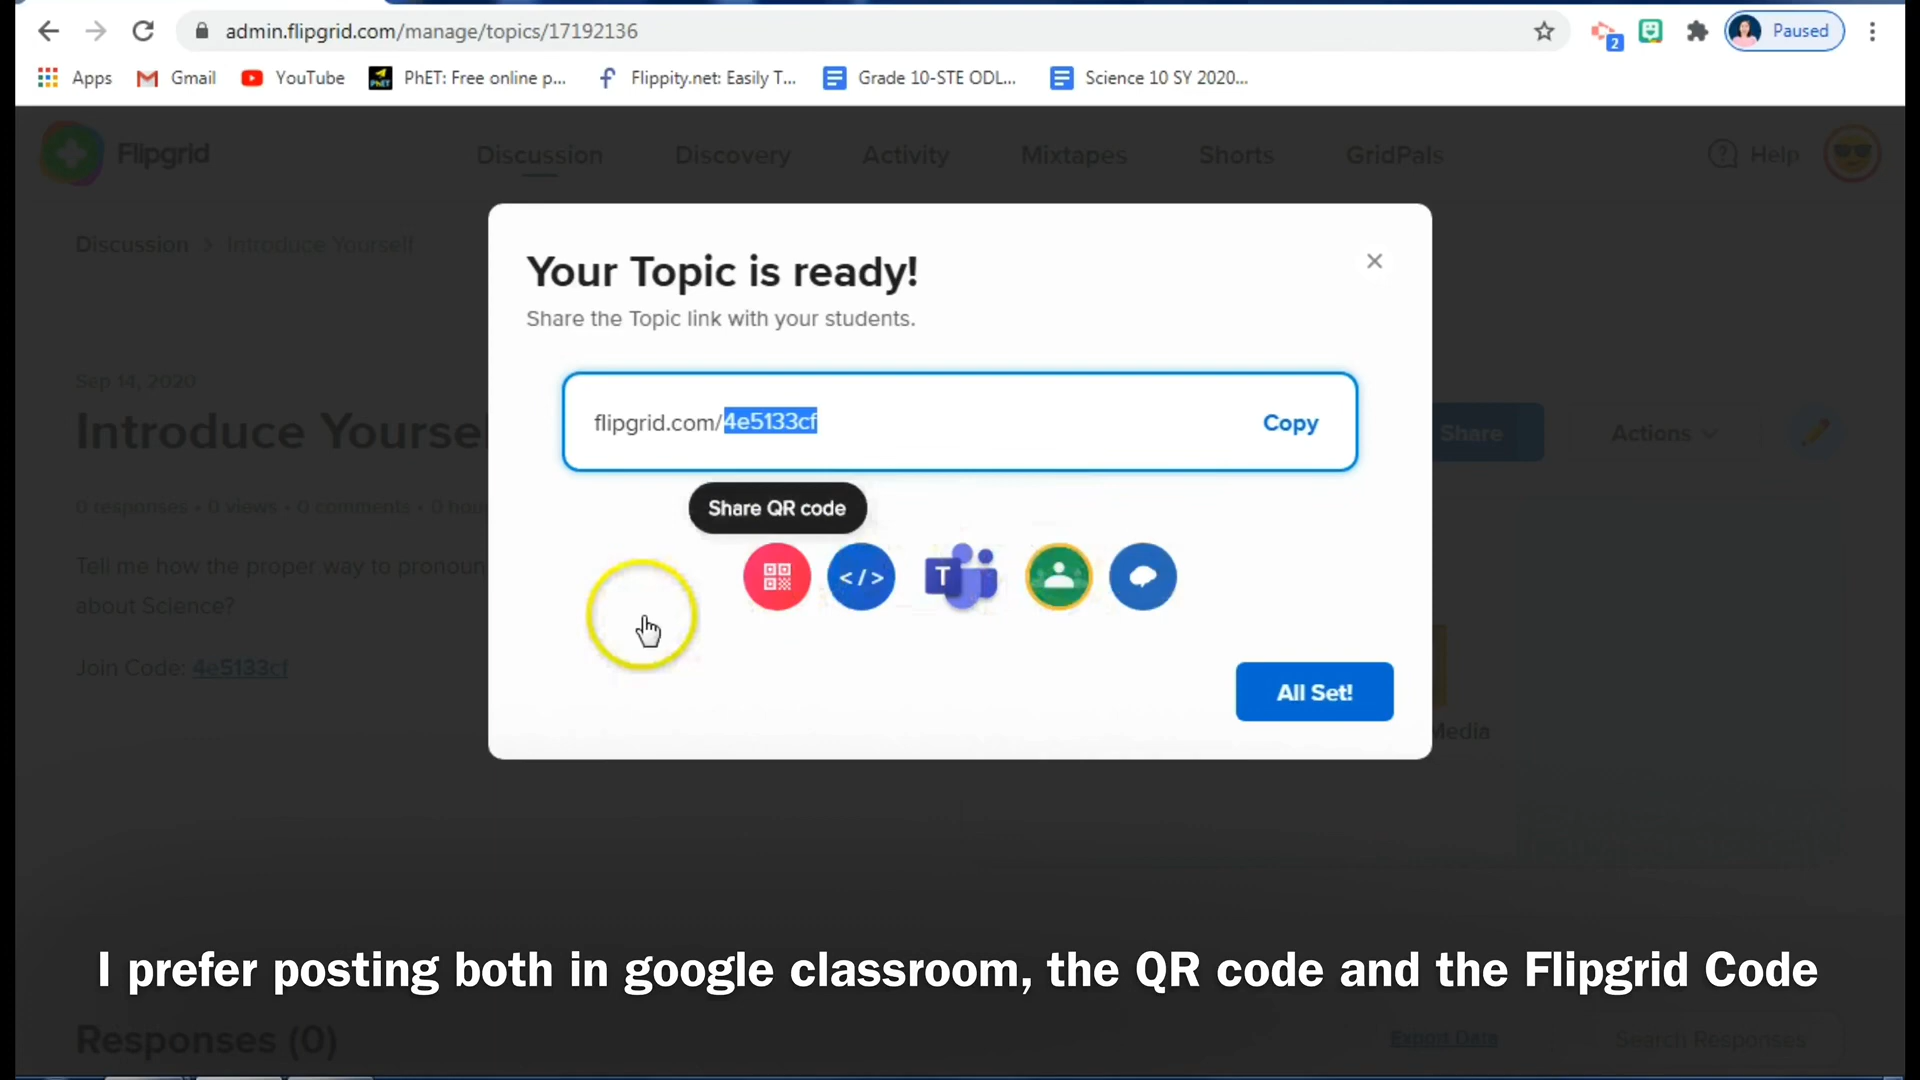 admin.flipgrid.com/manage/topics/17192136
2
Paused
Apps
Gmail
YouTube
PhET: Free online p...
Flippity.net: Easily T...
Grade 10-STE ODL...
Science 10 SY 2020...
Flipgrid
Discussion
Discovery
Activity
Mixtapes
Shorts
GridPals
Help
Discussion > Introduce Yourself
Your Topic is ready!
Share the Topic link with your students.
Sep 14, 2020
flipgrid.com/4e5133cf
Copy
Introduce Yoursel
Share
Actions
0 responses • 0 views • 0 comments • 0 hou
Share QR code
Tell me how the proper way to pronoun
about Science?
</>
T
Join Code: 4e5133cf
All Set!
Media
I prefer posting both in google classroom, the QR code and the Flipgrid Code
Responses (0)
Export Data
Search Responses